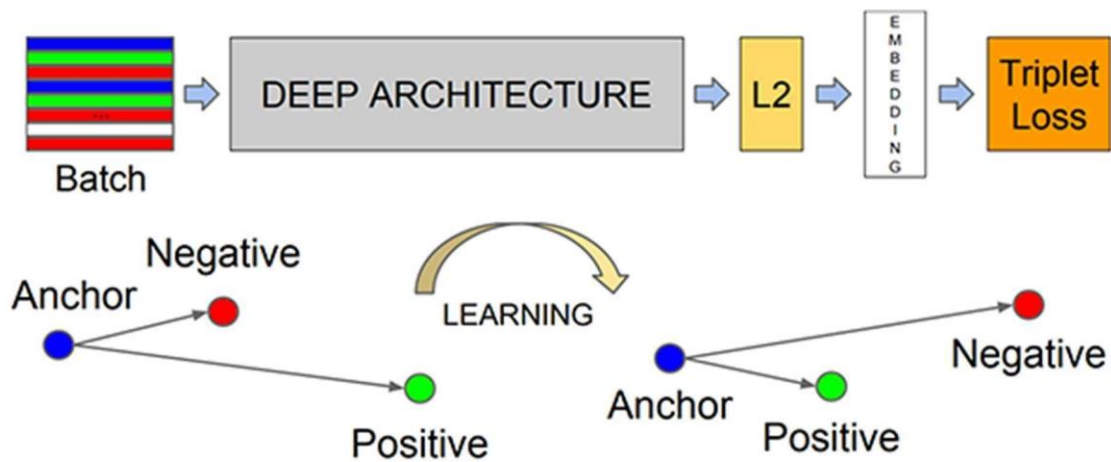 DEEP ARCHITECTURE
L2
EMBEDDING
Triplet
Loss
...
Batch
Negative
Anchor
Positive
LEARNING
Anchor
Positive
Negative